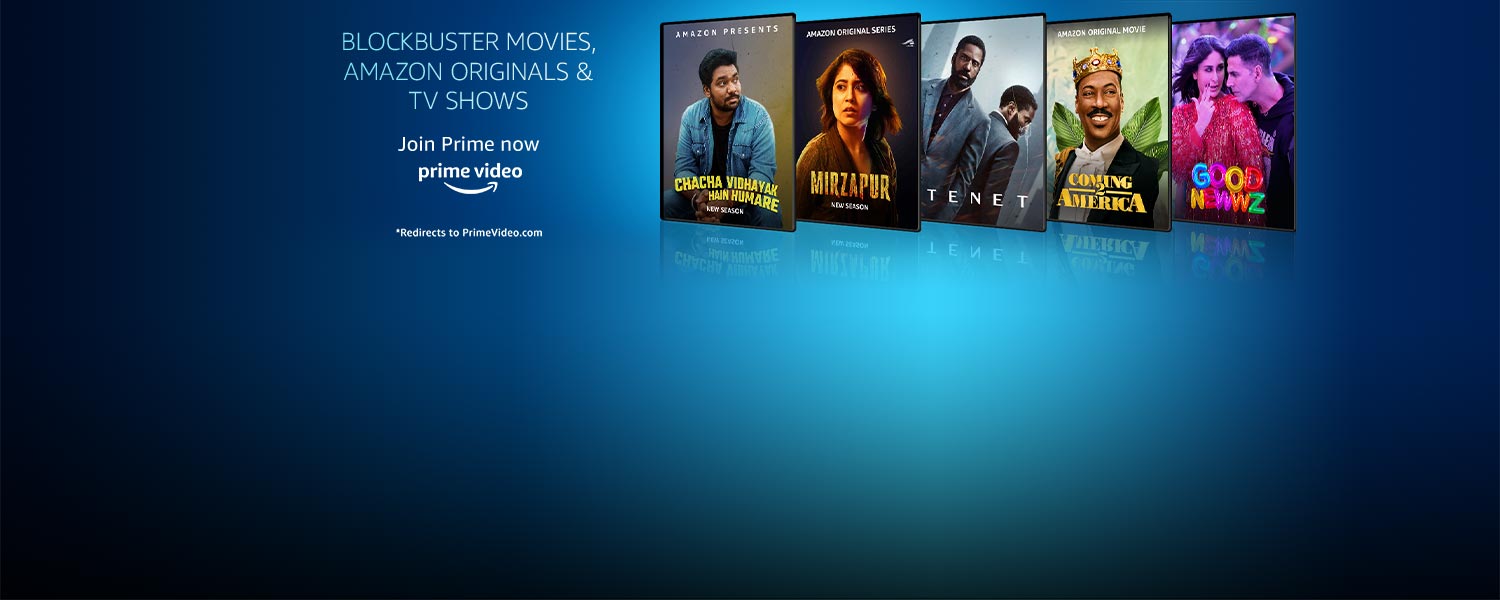 BLOCKBUSTER MOVIES,
AMAZON ORIGINALS &
TV SHOWS
Join Prime now
prime video
*Redirects to PrimeVideo.com
AMAZON PRESENTS
CHACHA VIDHAYAK
HAIN HUMARE
NEW SEASON
AMAZON ORIGINAL SERIES
MIRZAPUR
NEW SEASON
TENET
AMAZON ORIGINAL MOVIE
COMING
2
AMERICA
GOOD
NEWWZ